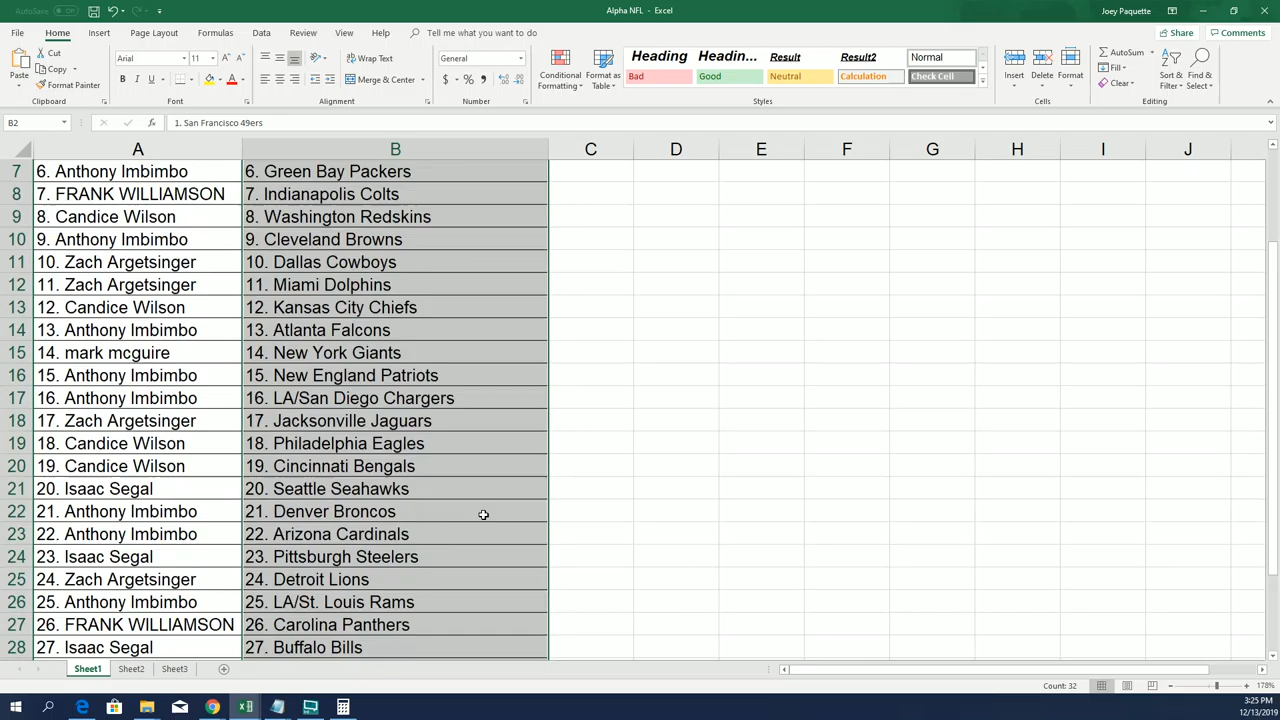 AutoSave Off
Alpha NFL - Excel
Joey Paquette
File Home Insert Page Layout Formulas Data Review View Help Tell me what you want to do
Share Comments
Paste Cut Copy Format Painter Clipboard
Arial 11 Font
Wrap Text Merge & Center Alignment
General Number
Conditional Formatting Format as Table
Heading Headin... Result Result2 Normal
Bad Good Neutral Calculation Check Cell
Styles
Insert Delete Format Cells
AutoSum Fill Clear Sort & Filter Find & Select Editing
B2 fx 1. San Francisco 49ers
A B C D E F G H I J
7 6. Anthony Imbimbo 6. Green Bay Packers
8 7. FRANK WILLIAMSON 7. Indianapolis Colts
9 8. Candice Wilson 8. Washington Redskins
10 9. Anthony Imbimbo 9. Cleveland Browns
11 10. Zach Argetsinger 10. Dallas Cowboys
12 11. Zach Argetsinger 11. Miami Dolphins
13 12. Candice Wilson 12. Kansas City Chiefs
14 13. Anthony Imbimbo 13. Atlanta Falcons
15 14. mark mcguire 14. New York Giants
16 15. Anthony Imbimbo 15. New England Patriots
17 16. Anthony Imbimbo 16. LA/San Diego Chargers
18 17. Zach Argetsinger 17. Jacksonville Jaguars
19 18. Candice Wilson 18. Philadelphia Eagles
20 19. Candice Wilson 19. Cincinnati Bengals
21 20. Isaac Segal 20. Seattle Seahawks
22 21. Anthony Imbimbo 21. Denver Broncos
23 22. Anthony Imbimbo 22. Arizona Cardinals
24 23. Isaac Segal 23. Pittsburgh Steelers
25 24. Zach Argetsinger 24. Detroit Lions
26 25. Anthony Imbimbo 25. LA/St. Louis Rams
27 26. FRANK WILLIAMSON 26. Carolina Panthers
28 27. Isaac Segal 27. Buffalo Bills
Sheet1 Sheet2 Sheet3
Count: 32 178%
3:25 PM
12/13/2019